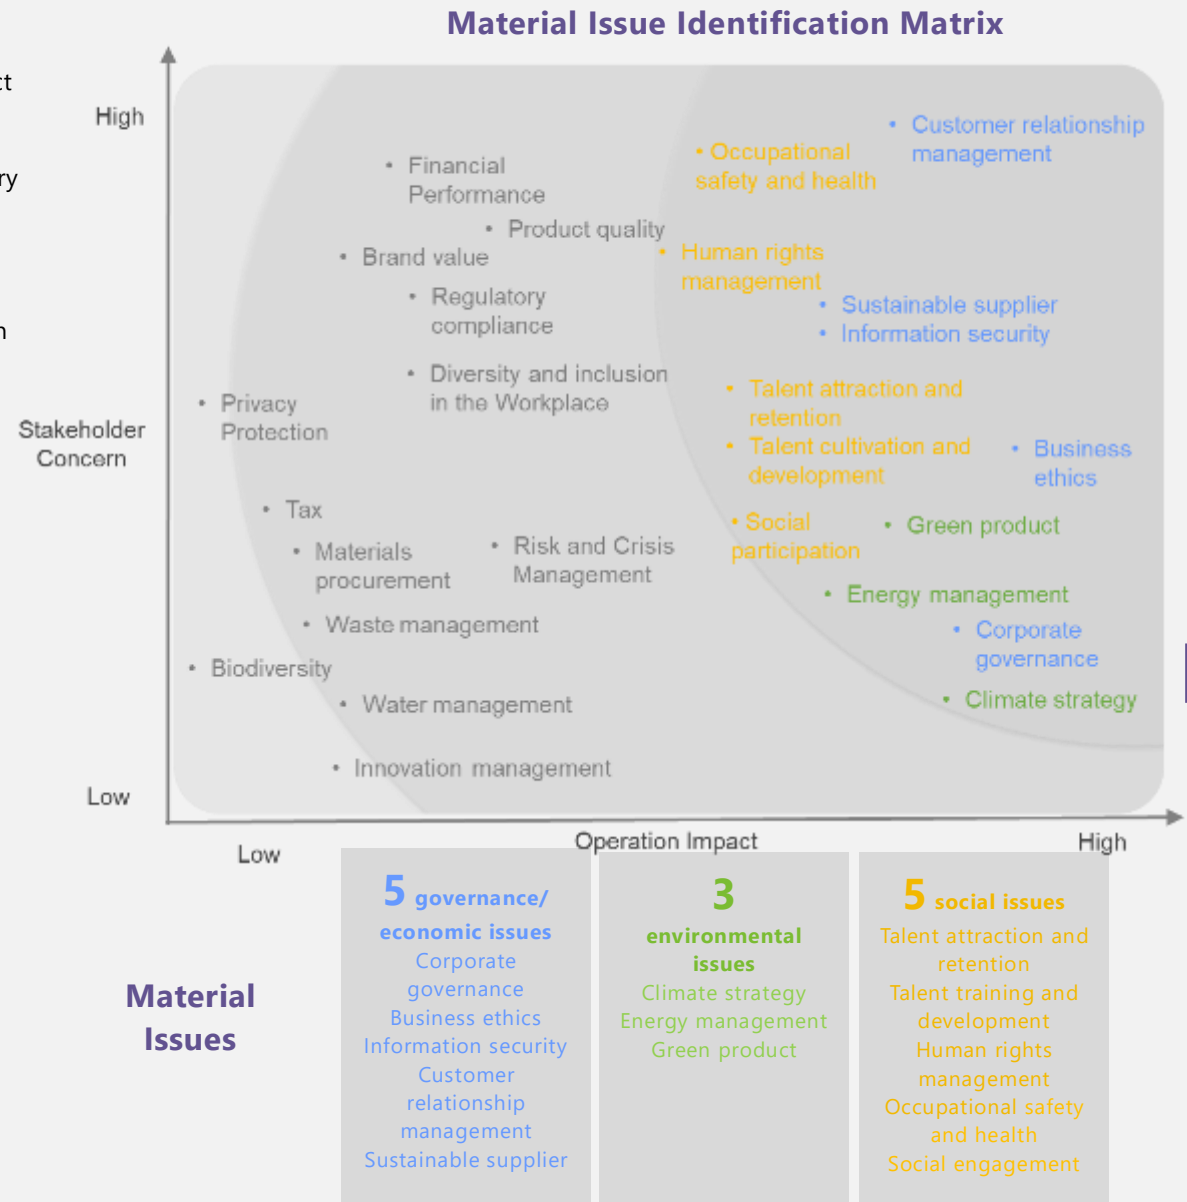 Material Issue Identification Matrix
ct
ry
n
High
Stakeholder
Concern
Low
• Customer relationship
management
• Occupational
safety and health
• Financial
Performance
• Product quality
• Human rights
management
• Brand value
• Regulatory
compliance
• Sustainable supplier
• Information security
• Diversity and inclusion
in the Workplace
• Talent attraction and
retention
• Privacy
Protection
• Talent cultivation and
development
• Business
ethics
• Tax
• Social
participation
• Green product
• Materials
procurement
• Risk and Crisis
Management
• Energy management
• Waste management
• Corporate
governance
• Biodiversity
• Climate strategy
• Water management
• Innovation management
Low
Operation Impact
High
Material
Issues
5 governance/
economic issues
Corporate
governance
Business ethics
Information security
Customer
relationship
management
Sustainable supplier
3
environmental
issues
Climate strategy
Energy management
Green product
5 social issues
Talent attraction and
retention
Talent training and
development
Human rights
management
Occupational safety
and health
Social engagement